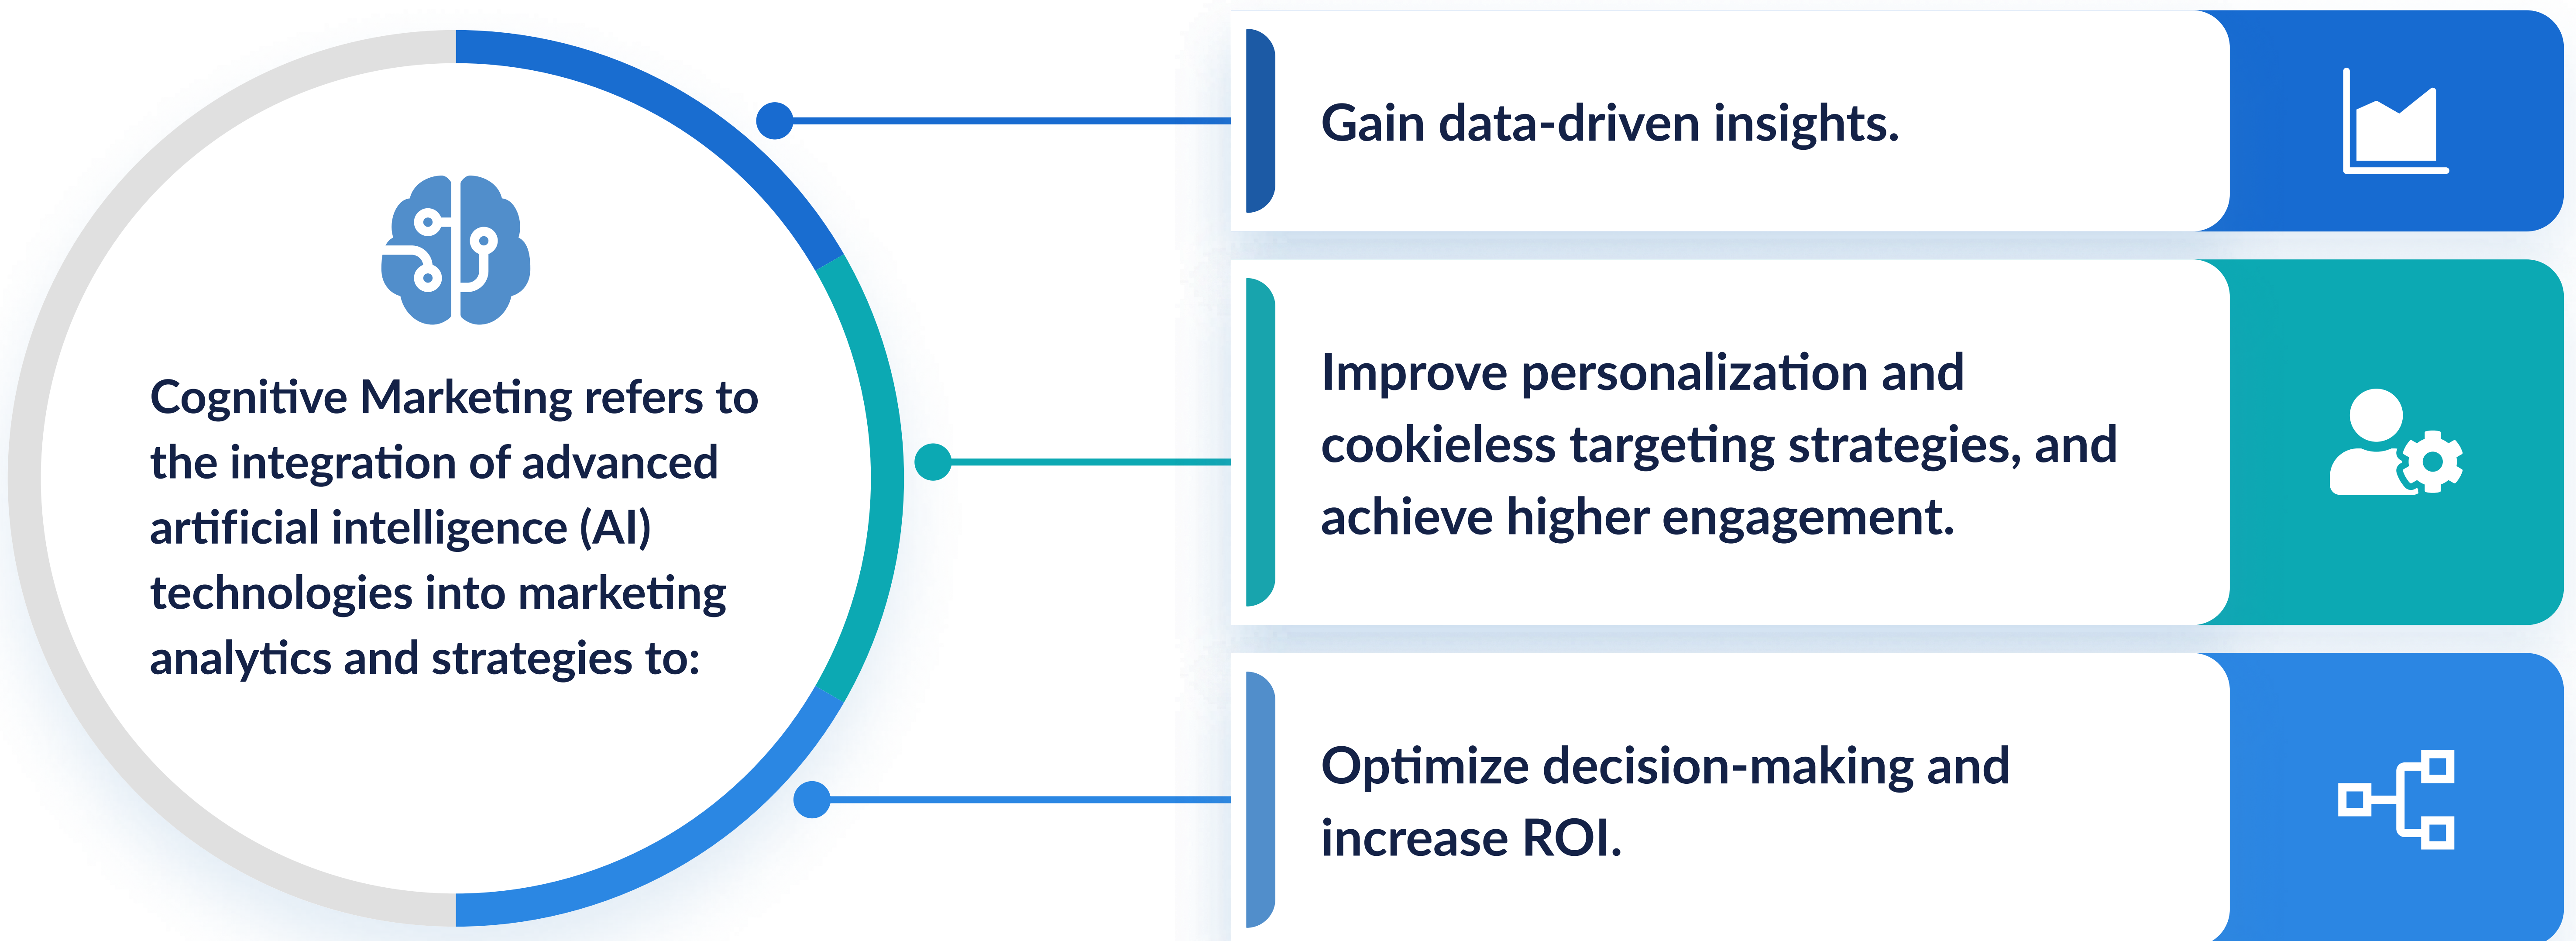 Cognitive Marketing refers to
the integration of advanced
artificial intelligence (AI)
technologies into marketing
analytics and strategies to:
Gain data-driven insights.
Improve personalization and
cookieless targeting strategies, and
achieve higher engagement.
Optimize decision-making and
increase ROI.